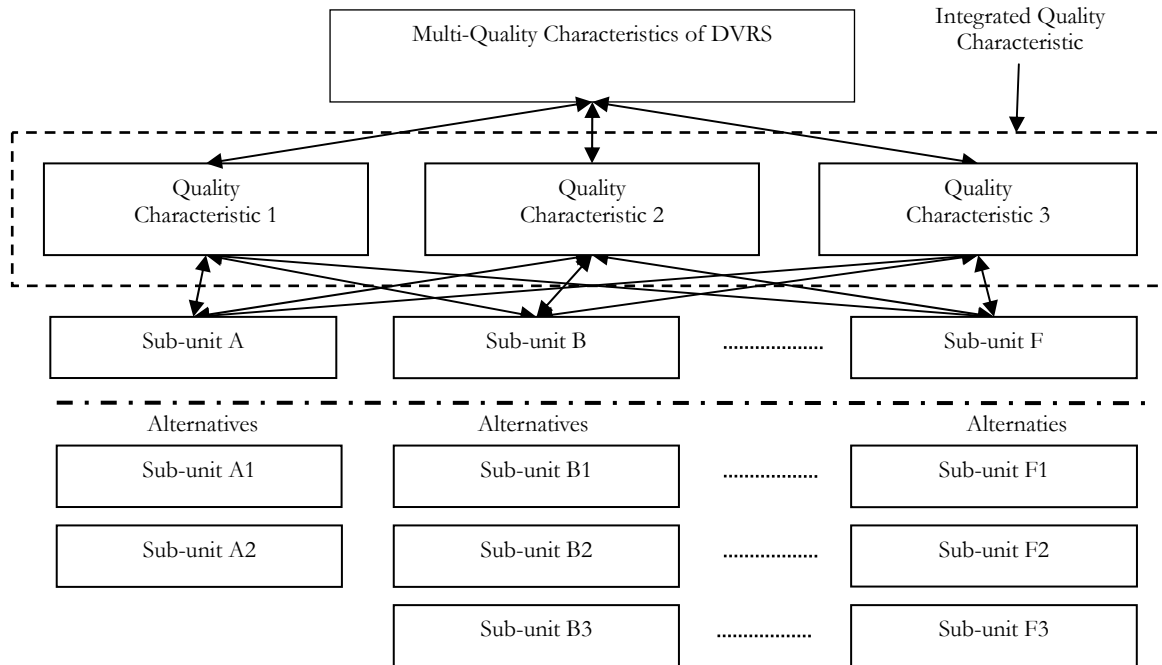 Multi-Quality Characteristics of DVRS
Integrated Quality
Characteristic
Quality
Characteristic 1
Quality
Characteristic 2
Quality
Characteristic 3
Sub-unit A
Sub-unit B
...................
Sub-unit F
Alternatives
Alternatives
Alternaties
Sub-unit A1
Sub-unit B1
...................
Sub-unit F1
Sub-unit A2
Sub-unit B2
...................
Sub-unit F2
Sub-unit B3
...................
Sub-unit F3